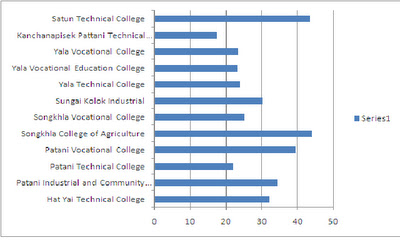 Satun Technical College
Kanchanapisek Pattani Technical ...
Yala Vocational College
Yala Vocational Education College
Yala Technical College
Sungai Kolok Industrial
Songkhla Vocational College
Songkhla College of Agriculture
Patani Vocational College
Patani Technical College
Patani Industrial and Community ...
Hat Yai Technical College
Series1
0 10 20 30 40 50